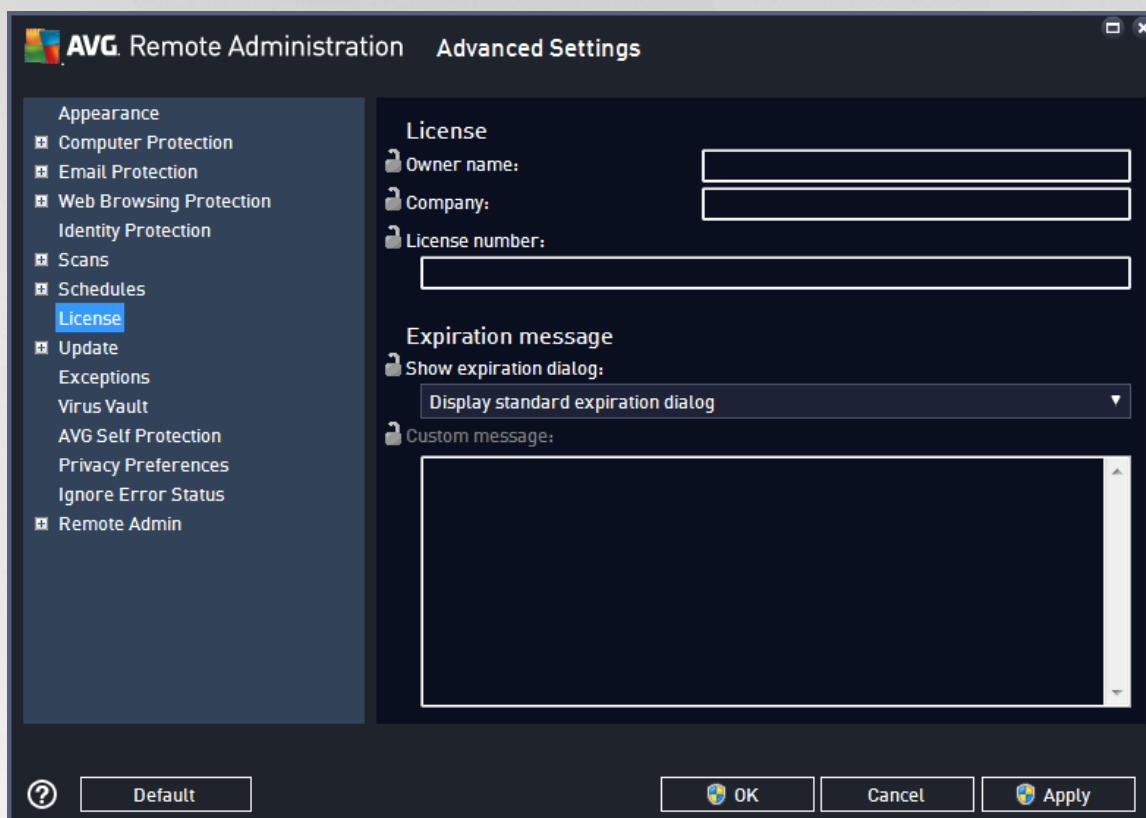 AVG. Remote Administration Advanced Settings
Appearance
Computer Protection
Email Protection
Web Browsing Protection
Identity Protection
Scans
Schedules
License
Update
Exceptions
Virus Vault
AVG Self Protection
Privacy Preferences
Ignore Error Status
Remote Admin
License
Owner name:
Company:
License number:
Expiration message
Show expiration dialog:
Display standard expiration dialog
Custom message:
Default
OK
Cancel
Apply